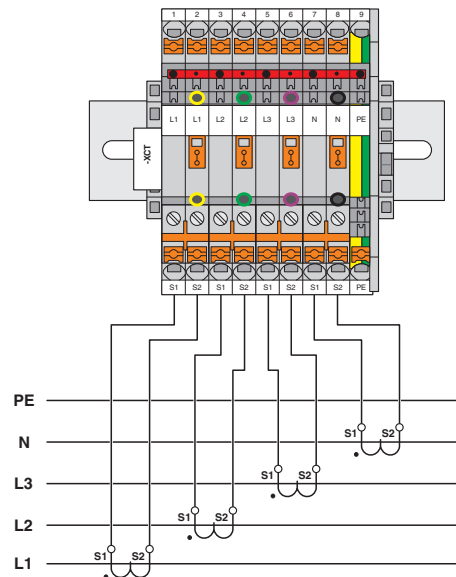 1 2 3 4 5 6 7 8 9
L1 L1 L2 L2 L3 L3 N N PE
-XCT
S1 S2 S1 S2 S1 S2 S1 S2 PE
PE
N S1 S2
L3 S1 S2
L2 S1 S2
L1 S1 S2